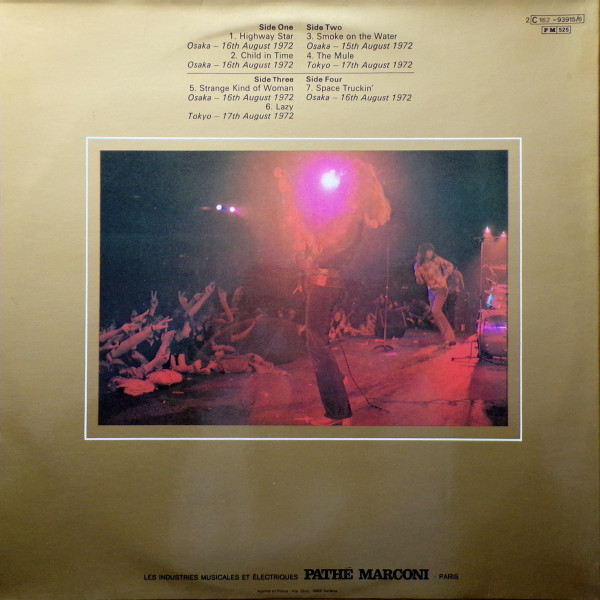 2 C 162 - 93915/6
PM 525
Side One
1. Highway Star
Osaka – 16th August 1972
2. Child in Time
Osaka – 16th August 1972
Side Two
3. Smoke on the Water
Osaka – 15th August 1972
4. The Mule
Tokyo – 17th August 1972
Side Three
5. Strange Kind of Woman
Osaka – 16th August 1972
6. Lazy
Tokyo – 17th August 1972
Side Four
7. Space Truckin'
Osaka – 16th August 1972
LES INDUSTRIES MUSICALES ET ÉLECTRIQUES PATHÉ MARCONI - PARIS